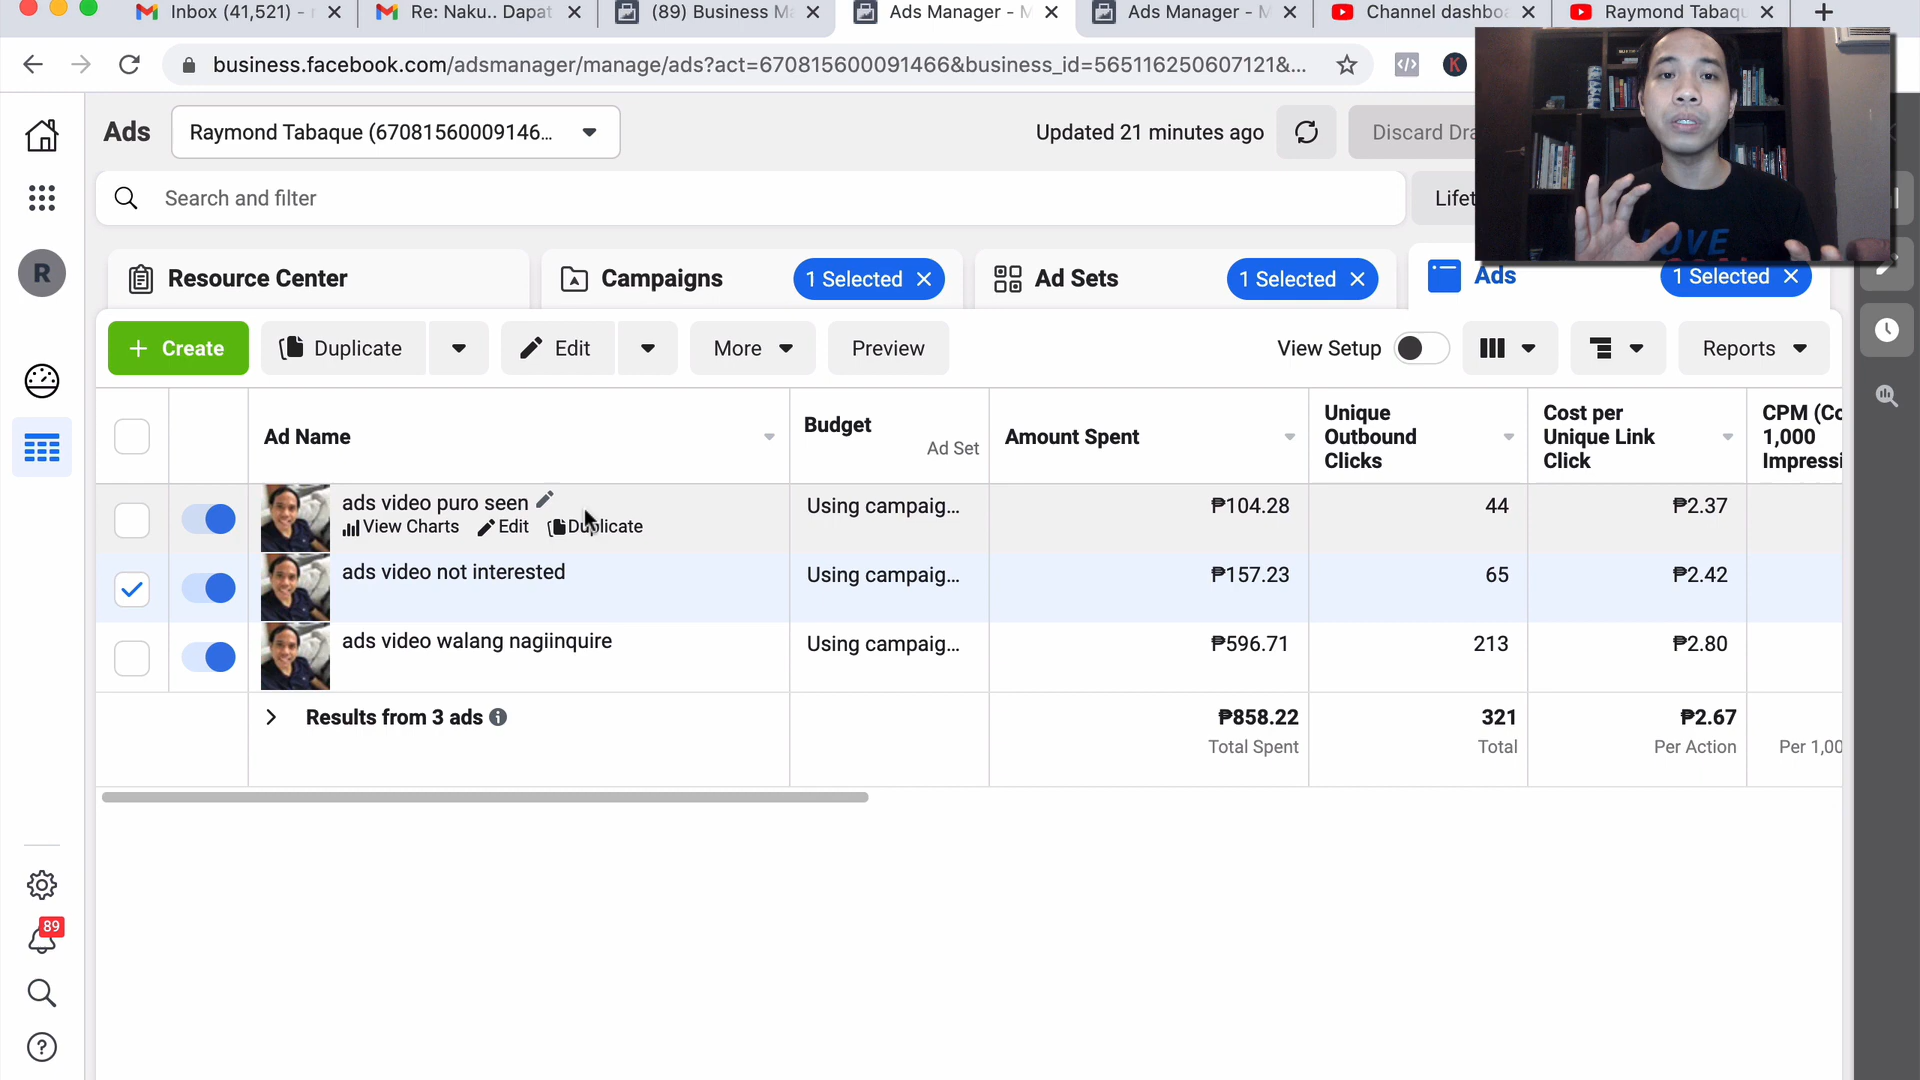 Inbox (41,521) -
Re: Naku.. Dapat
(89) Business Ma
Ads Manager - M
Ads Manager - M
Channel dashboa
Raymond Tabaqu
business.facebook.com/adsmanager/manage/ads?act=670815600091466&business_id=565116250607121&...
K
Ads
Raymond Tabaque (67081560009146...
Updated 21 minutes ago
Discard Dra
Search and filter
Lifet
R
Resource Center
Campaigns
1 Selected
Ad Sets
1 Selected
Ads
1 Selected
LOVE
+ Create
Duplicate
Edit
More
Preview
View Setup
Reports
Ad Name
Budget
Ad Set
Amount Spent
Unique
Outbound
Clicks
Cost per
Unique Link
Click
CPM (Co
1,000
Impressi
ads video puro seen
View Charts
Edit
Duplicate
Using campaig...
₱104.28
44
₱2.37
ads video not interested
Using campaig...
₱157.23
65
₱2.42
ads video walang nagiinquire
Using campaig...
₱596.71
213
₱2.80
Results from 3 ads
₱858.22
Total Spent
321
Total
₱2.67
Per Action
Per 1,00
89